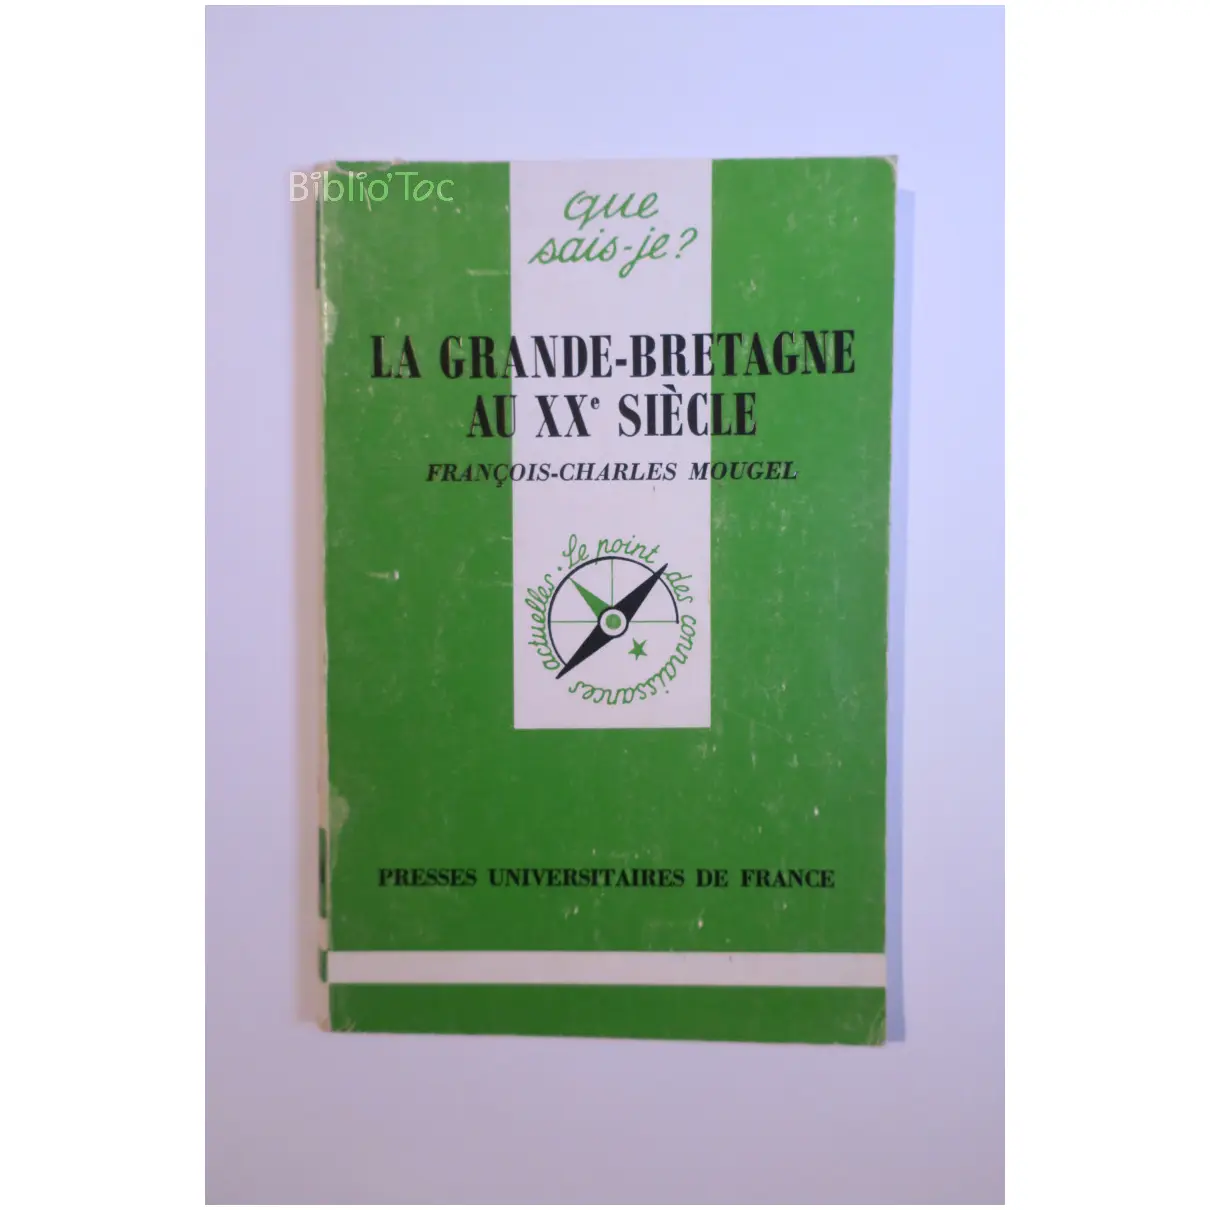 Biblio'Toc
que
sais-je?
LA GRANDE-BRETAGNE
AU XXe SIÈCLE
FRANÇOIS-CHARLES MOUGEL
Le point des connaissances actuelles.
PRESSES UNIVERSITAIRES DE FRANCE